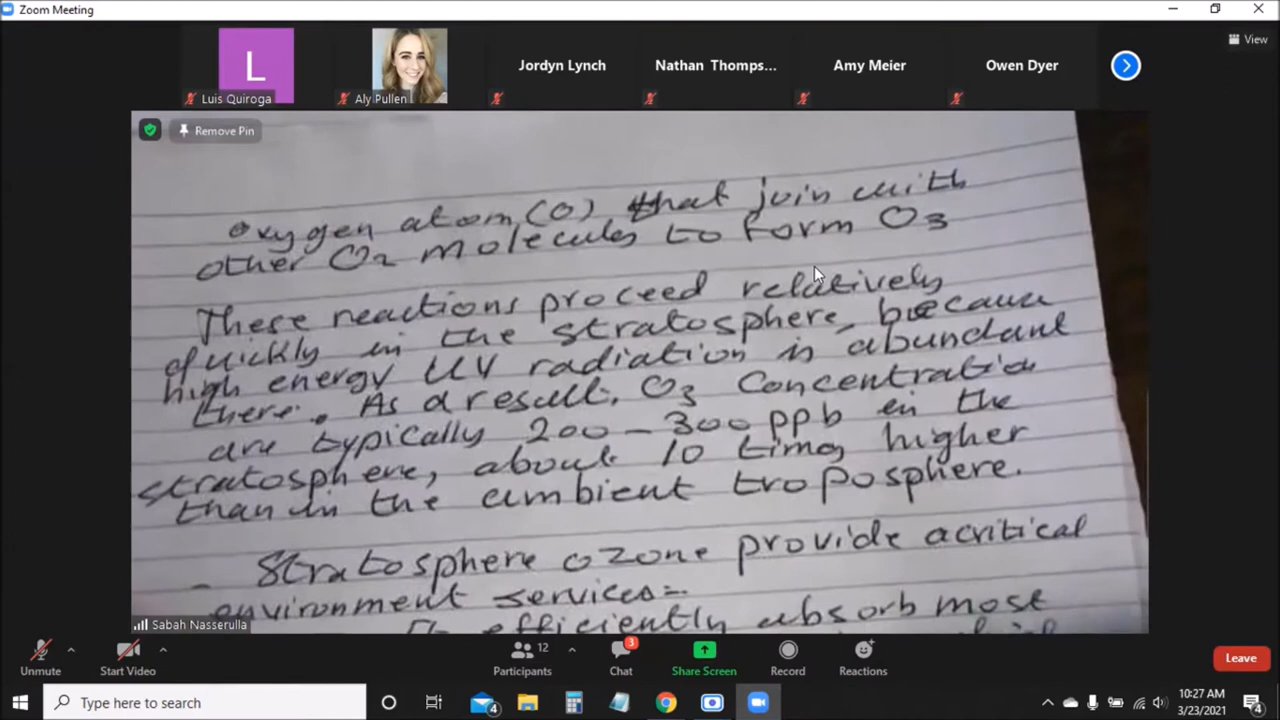 Zoom Meeting
View
L
Luis Quiroga
Aly Pullen
Jordyn Lynch
Nathan Thomps...
Amy Meier
Owen Dyer
Remove Pin
oxygen atom (O) that join with
other O2 molecules to form O3
These reactions proceed relatively
quickly in the stratosphere, because
high energy UV radiation is abundant
there. As a result, O3 Concentration
are typically 200 - 300 ppb in the
stratosphere, about 10 times higher
than in the ambient troposphere.
- Stratosphere ozone provide a critical
environment services:-
efficiently absorb most
Sabah Nasserulla
Unmute
Start Video
12
Participants
3
Chat
Share Screen
Record
Reactions
Leave
Type here to search
4
10:27 AM
3/23/2021
4